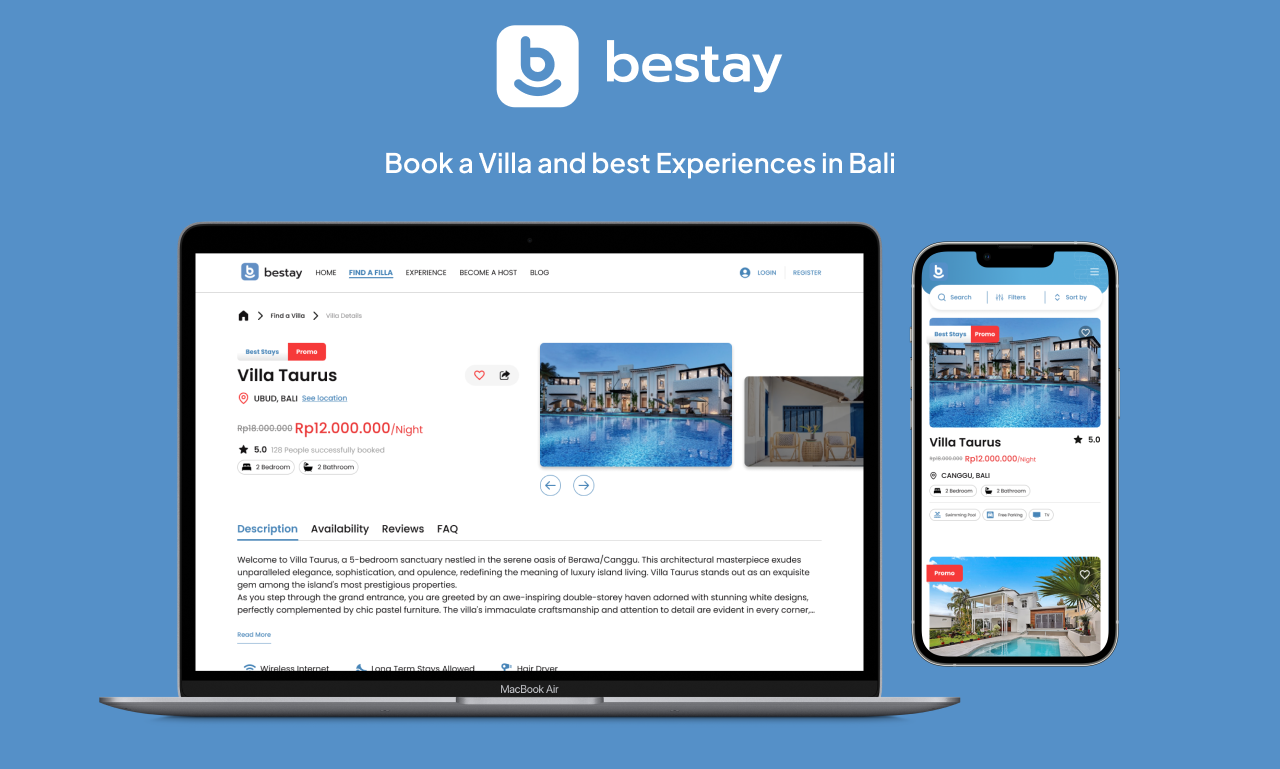 bestay
Book a Villa and best Experiences in Bali
bestay HOME FIND A FILLA EXPERIENCE BECOME A HOST BLOG LOGIN REGISTER
Find a Villa Villa Details
Best Stays Promo
Villa Taurus
UBUD, BALI See location
Rp18.000.000 Rp12.000.000/Night
5.0 128 People successfully booked
2 Bedroom 2 Bathroom
Description Availability Reviews FAQ
Welcome to Villa Taurus, a 5-bedroom sanctuary nestled in the serene oasis of Berawa/Canggu. This architectural masterpiece exudes
unparalleled elegance, sophistication, and opulence, redefining the meaning of luxury island living. Villa Taurus stands out as an exquisite
gem among the island's most prestigious properties.
As you step through the grand entrance, you are greeted by an awe-inspiring double-storey haven adorned with stunning white designs,
perfectly complemented by chic pastel furniture. The villa's immaculate craftsmanship and attention to detail are evident in every corner,...
Read More
Wireless Internet Long Term Stays Allowed Hair Dryer
MacBook Air
Search Filters Sort by
Best Stays Promo
Villa Taurus 5.0
Rp18.000.000 Rp12.000.000/Night
CANGGU, BALI
2 Bedroom 2 Bathroom
Swimming Pool Free Parking TV
Promo